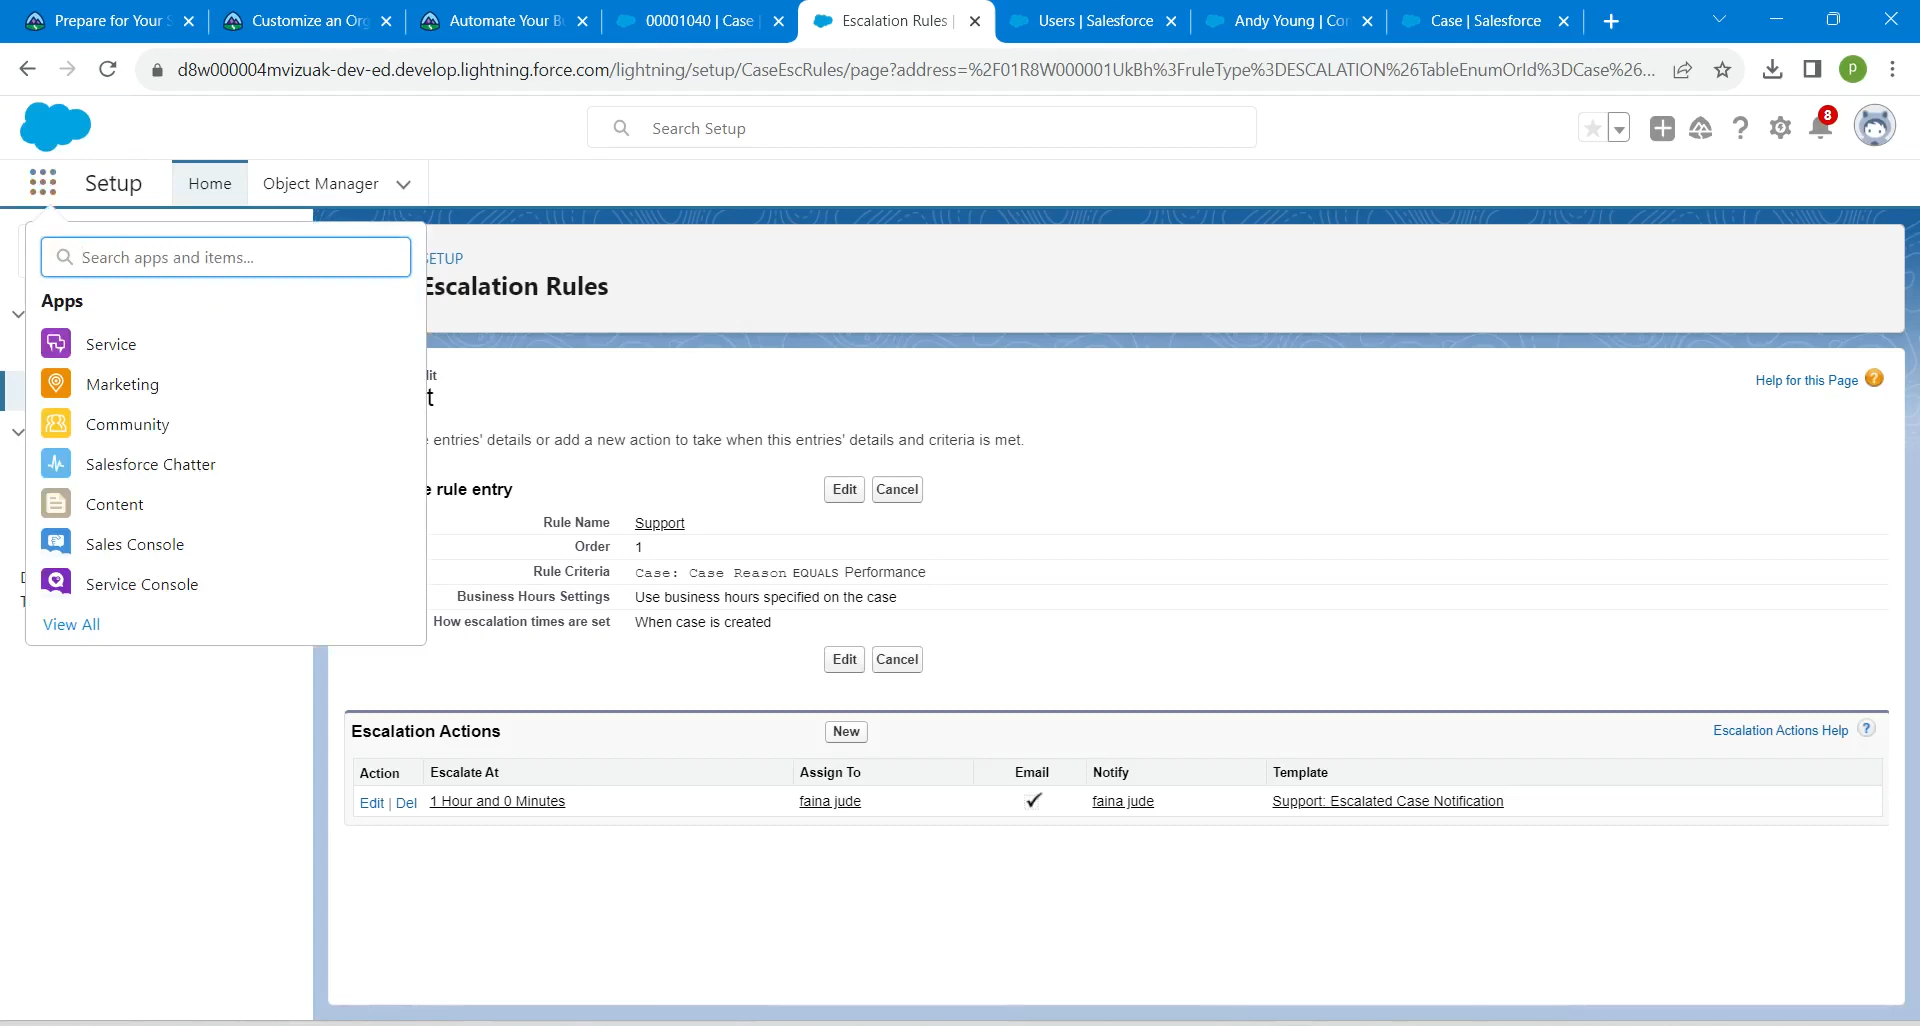 Prepare for Your S
Customize an Org
Automate Your B
00001040 | Case
Escalation Rules |
Users | Salesforce
Andy Young | Con
Case | Salesforce
d8w000004mvizuak-dev-ed.develop.lightning.force.com/lightning/setup/CaseEscRules/page?address=%2F01R8W000001UkBh%3FruleType%3DESCALATION%26TableEnumOrId%3DCase%26...
P
Search Setup
8
Setup
Home
Object Manager
Search apps and items...
Apps
Service
Marketing
Community
Salesforce Chatter
Content
Sales Console
Service Console
View All
SETUP
Escalation Rules
lit
t
Help for this Page
e entries' details or add a new action to take when this entries' details and criteria is met.
e rule entry
Edit
Cancel
Rule Name Support
Order 1
Rule Criteria Case: Case Reason EQUALS Performance
Business Hours Settings Use business hours specified on the case
How escalation times are set When case is created
Edit
Cancel
Escalation Actions
New
Escalation Actions Help ?
Action Escalate At Assign To Email Notify Template
Edit | Del 1 Hour and 0 Minutes faina jude faina jude Support: Escalated Case Notification